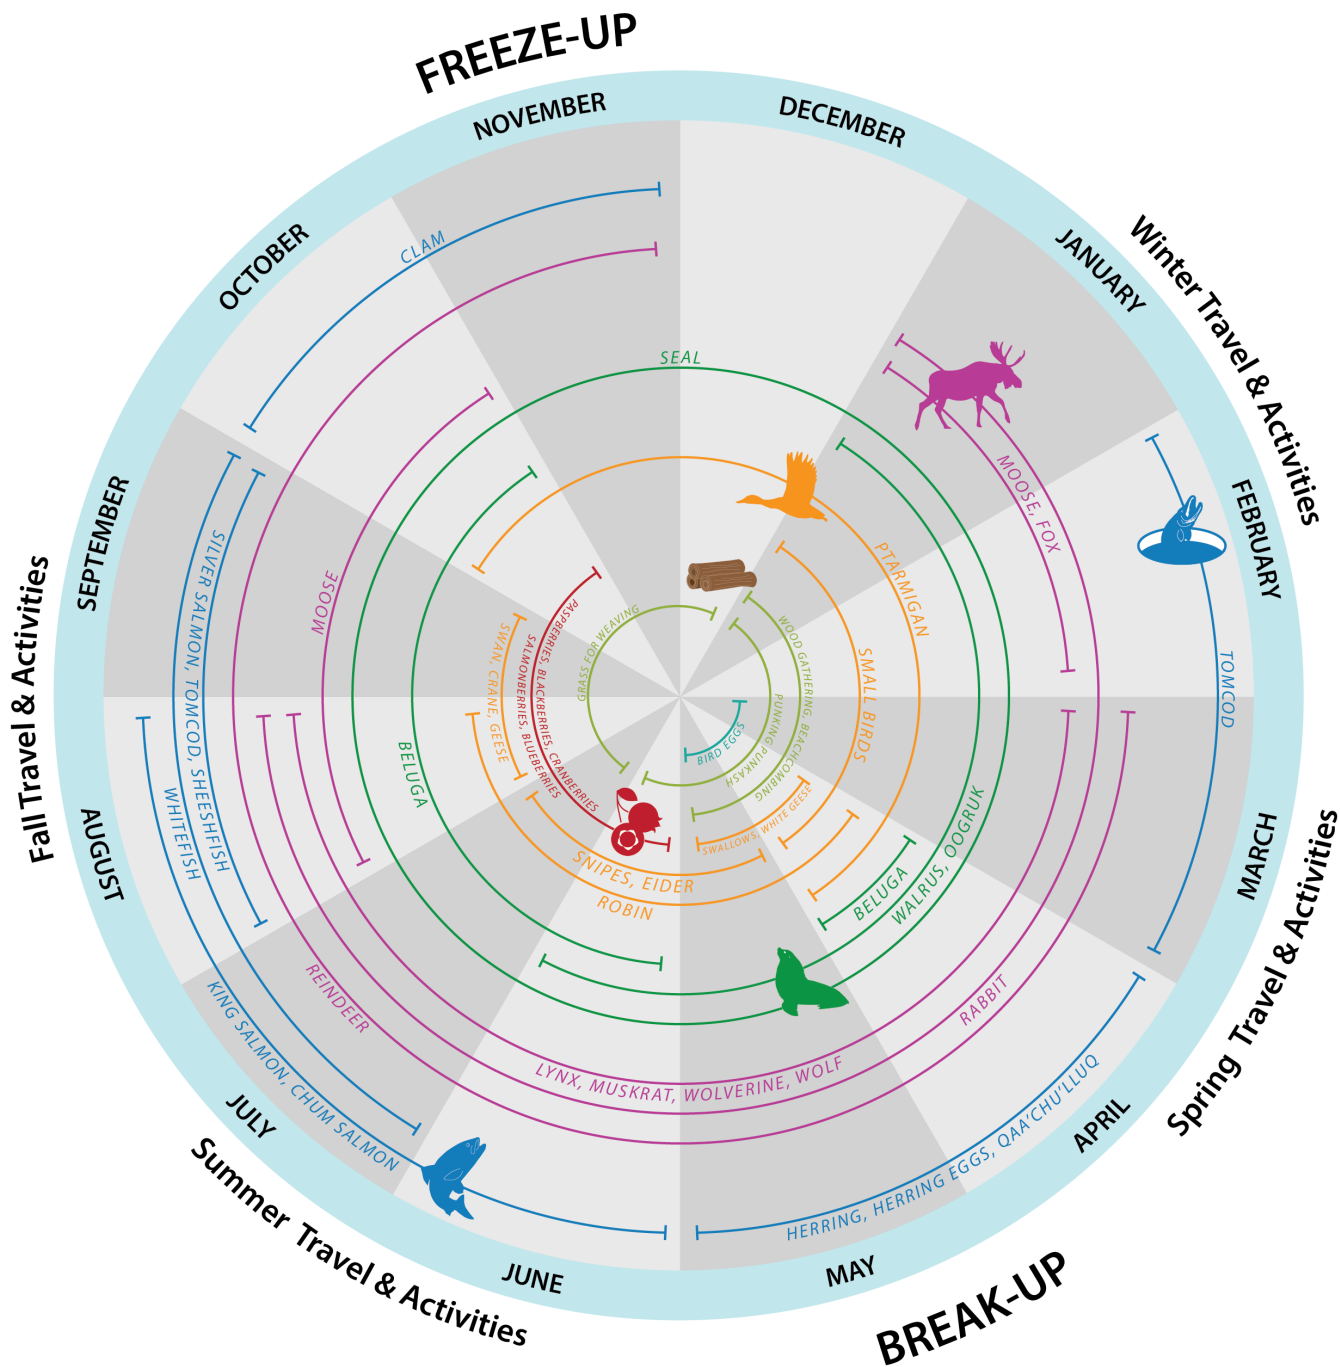 FREEZE-UP
NOVEMBER
DECEMBER
JANUARY
Winter Travel & Activities
FEBRUARY
MARCH
Spring Travel & Activities
APRIL
BREAK-UP
MAY
JUNE
Summer Travel & Activities
JULY
AUGUST
Fall Travel & Activities
SEPTEMBER
OCTOBER
CLAM
SEAL
MOOSE, FOX
TOMCOD
PTARMIGAN
SMALL BIRDS
WOOD GATHERING, BEACHCOMBING
PUNKING PUNKASH
BIRD EGGS
GRASS FOR WEAVING
PASPBERRIES, BLACKBERRIES, CRANBERRIES
SALMONBERRIES, BLUEBERRIES
SWAN, CRANE, GEESE
MOOSE
BELUGA
SILVER SALMON, TOMCOD, SHEESHFISH
WHITEFISH
KING SALMON, CHUM SALMON
REINDEER
SWALLOWS, WHITE GEESE
SNIPES, EIDER
ROBIN
BELUGA
WALRUS, OOGRUK
RABBIT
LYNX, MUSKRAT, WOLVERINE, WOLF
HERRING, HERRING EGGS, QAA'CHU'LLUQ